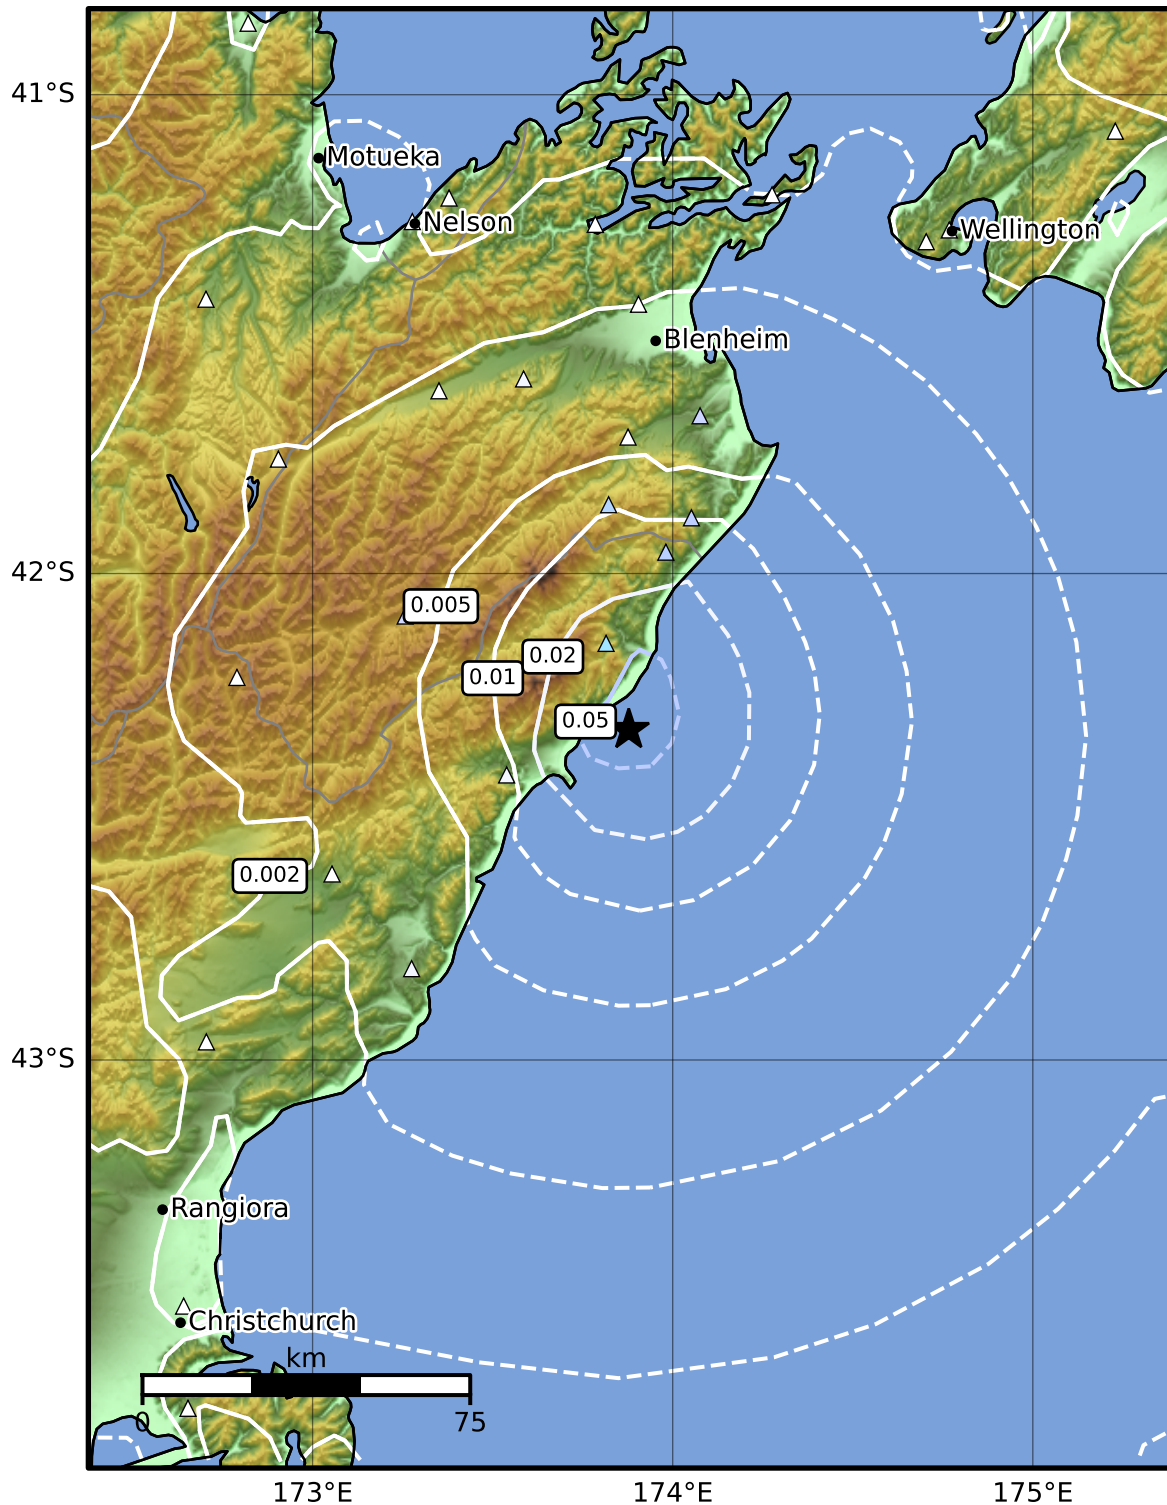 41°S
Motueka
Nelson
Wellington
Blenheim
42°S
0.005
0.02
0.01
0.05
0.002
43°S
Rangiora
Christchurch
km
0
75
173°E
174°E
175°E